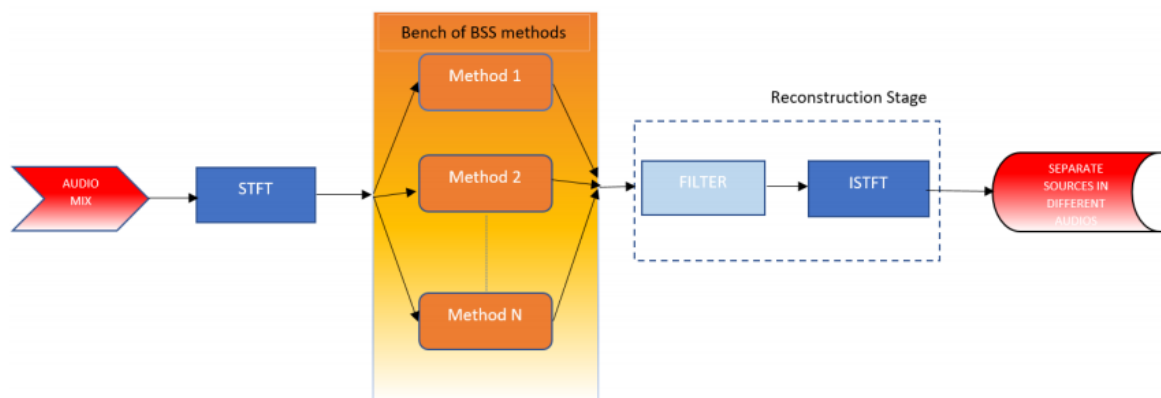 Bench of BSS methods
Method 1
Reconstruction Stage
AUDIO
MIX
STFT
Method 2
FILTER
ISTFT
SEPARATE
SOURCES IN
DIFFERENT
AUDIOS
Method N